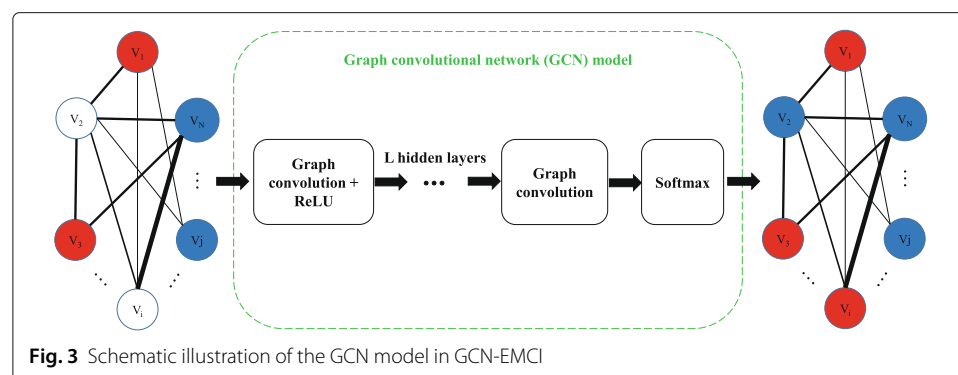 Graph convolutional network (GCN) model
V1
V2
VN
⋮
V3
Vj
⋱
⋰
Vi
Graph
convolution +
ReLU
L hidden layers
•••
Graph
convolution
Softmax
V1
V2
VN
⋮
V3
Vj
⋱
⋰
Vi
Fig. 3 Schematic illustration of the GCN model in GCN-EMCI